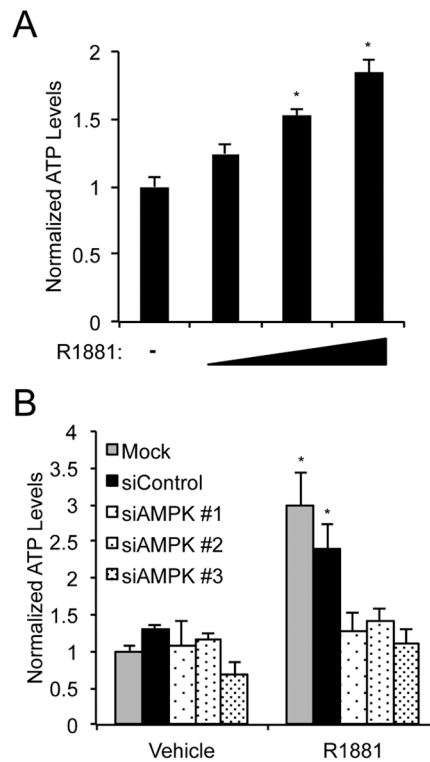 A
Normalized ATP Levels
2
1.5
1
0.5
0
*
*
R1881: -
B
Normalized ATP Levels
4
3.5
3
2.5
2
1.5
1
0.5
0
Mock
siControl
siAMPK #1
siAMPK #2
siAMPK #3
*
*
Vehicle R1881